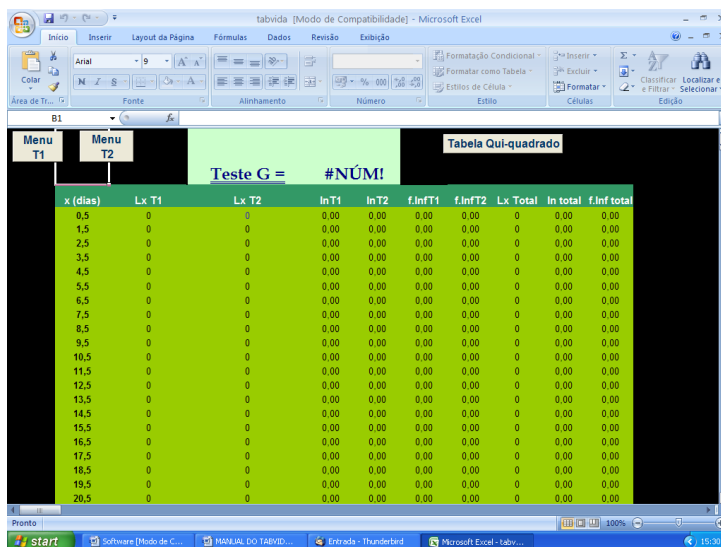 tabvida [Modo de Compatibilidade] - Microsoft Excel
Início Inserir Layout da Página Fórmulas Dados Revisão Exibição
Colar
Arial 9
N I S
% 000
Formatação Condicional
Formatar como Tabela
Estilos de Célula
Inserir
Excluir
Formatar
Classificar e Filtrar
Localizar e Selecionar
Área de Tr... Fonte Alinhamento Número Estilo Células Edição
B1 fx
Menu T1
Menu T2
Tabela Qui-quadrado
Teste G = #NÚM!
x (dias) Lx T1 Lx T2 lnT1 lnT2 f.lnfT1 f.lnfT2 Lx Total ln total f.lnf total
0,5 0 0 0,00 0,00 0,00 0,00 0 0,00 0,00
1,5 0 0 0,00 0,00 0,00 0,00 0 0,00 0,00
2,5 0 0 0,00 0,00 0,00 0,00 0 0,00 0,00
3,5 0 0 0,00 0,00 0,00 0,00 0 0,00 0,00
4,5 0 0 0,00 0,00 0,00 0,00 0 0,00 0,00
5,5 0 0 0,00 0,00 0,00 0,00 0 0,00 0,00
6,5 0 0 0,00 0,00 0,00 0,00 0 0,00 0,00
7,5 0 0 0,00 0,00 0,00 0,00 0 0,00 0,00
8,5 0 0 0,00 0,00 0,00 0,00 0 0,00 0,00
9,5 0 0 0,00 0,00 0,00 0,00 0 0,00 0,00
10,5 0 0 0,00 0,00 0,00 0,00 0 0,00 0,00
11,5 0 0 0,00 0,00 0,00 0,00 0 0,00 0,00
12,5 0 0 0,00 0,00 0,00 0,00 0 0,00 0,00
13,5 0 0 0,00 0,00 0,00 0,00 0 0,00 0,00
14,5 0 0 0,00 0,00 0,00 0,00 0 0,00 0,00
15,5 0 0 0,00 0,00 0,00 0,00 0 0,00 0,00
16,5 0 0 0,00 0,00 0,00 0,00 0 0,00 0,00
17,5 0 0 0,00 0,00 0,00 0,00 0 0,00 0,00
18,5 0 0 0,00 0,00 0,00 0,00 0 0,00 0,00
19,5 0 0 0,00 0,00 0,00 0,00 0 0,00 0,00
20,5 0 0 0,00 0,00 0,00 0,00 0 0,00 0,00
Pronto 100%
start Software [Modo de C... MANUAL DO TABVID... Entrada - Thunderbird Microsoft Excel - tabv... 15:30